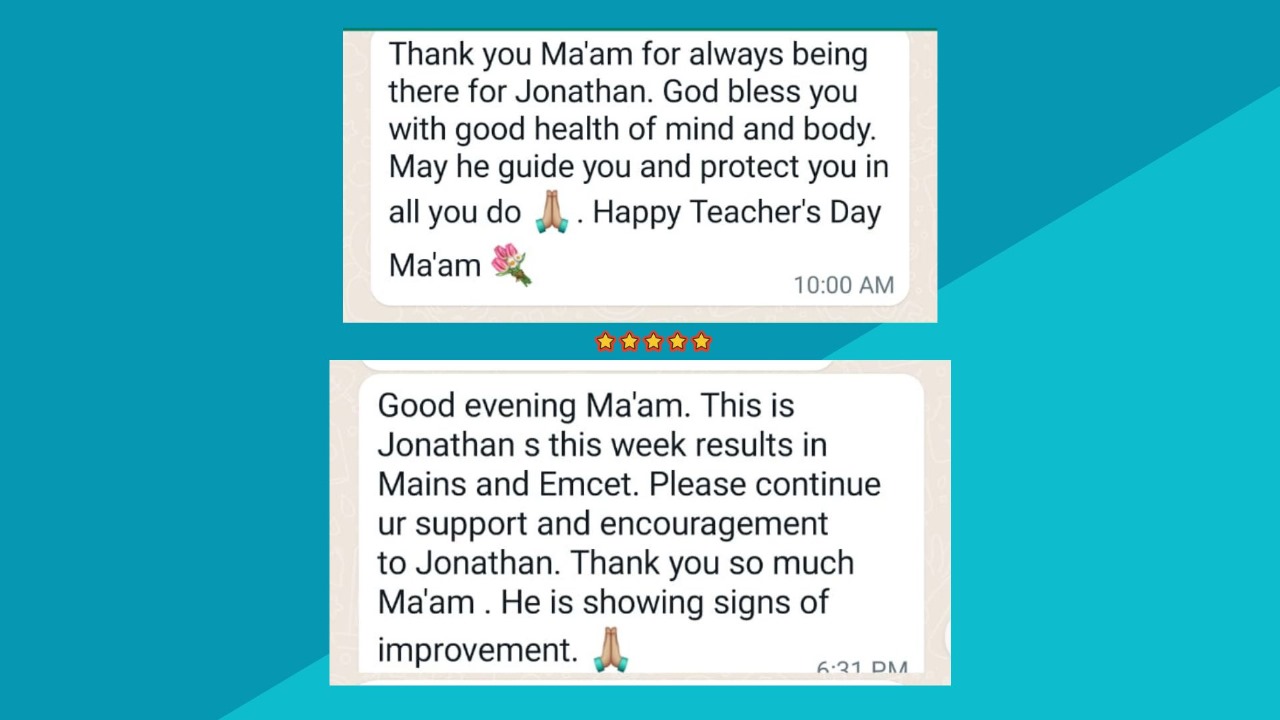 Thank you Ma'am for always being
there for Jonathan. God bless you
with good health of mind and body.
May he guide you and protect you in
all you do 🙏🏼 . Happy Teacher's Day
Ma'am 💐
10:00 AM
Good evening Ma'am. This is
Jonathan s this week results in
Mains and Emcet. Please continue
ur support and encouragement
to Jonathan. Thank you so much
Ma'am . He is showing signs of
improvement. 🙏🏼
6:31 PM